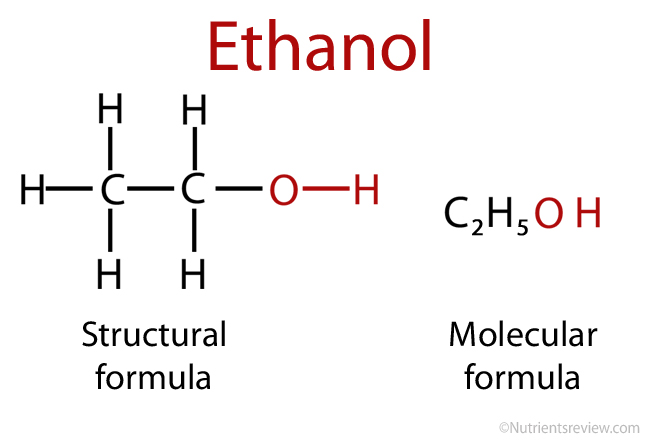 Ethanol
H H
H C C O H
H H
C₂H₅O H
Structural
formula
Molecular
formula
©Nutrientsreview.com